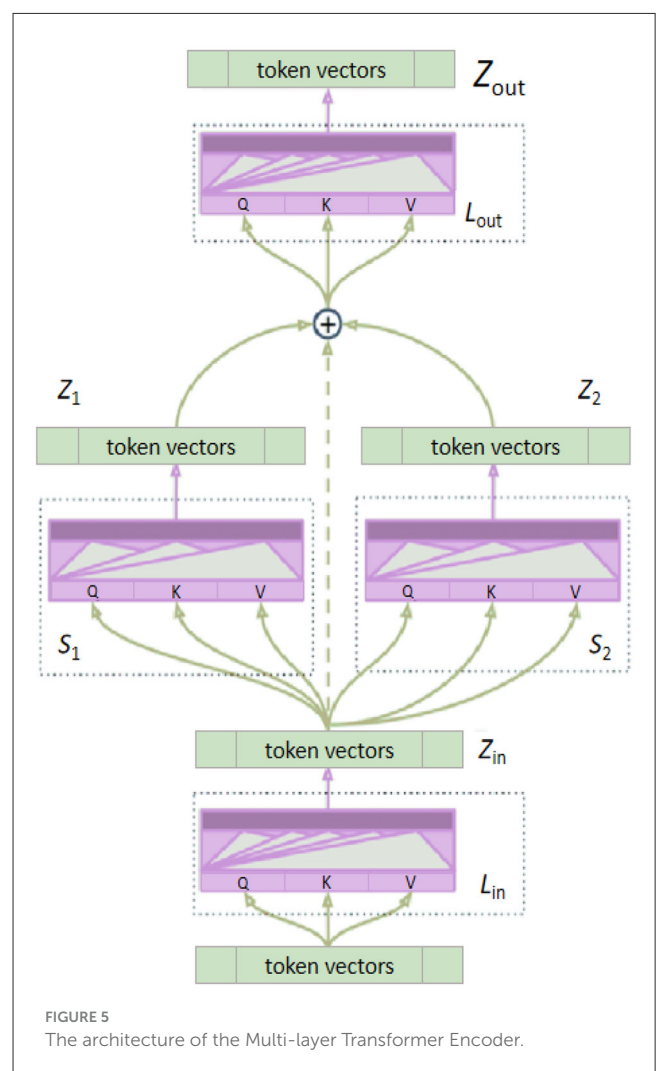 token vectors
Zout
Q K V
Lout
+
Z1 Z2
token vectors token vectors
Q K V Q K V
S1 S2
token vectors Zin
Q K V
Lin
token vectors
FIGURE 5
The architecture of the Multi-layer Transformer Encoder.